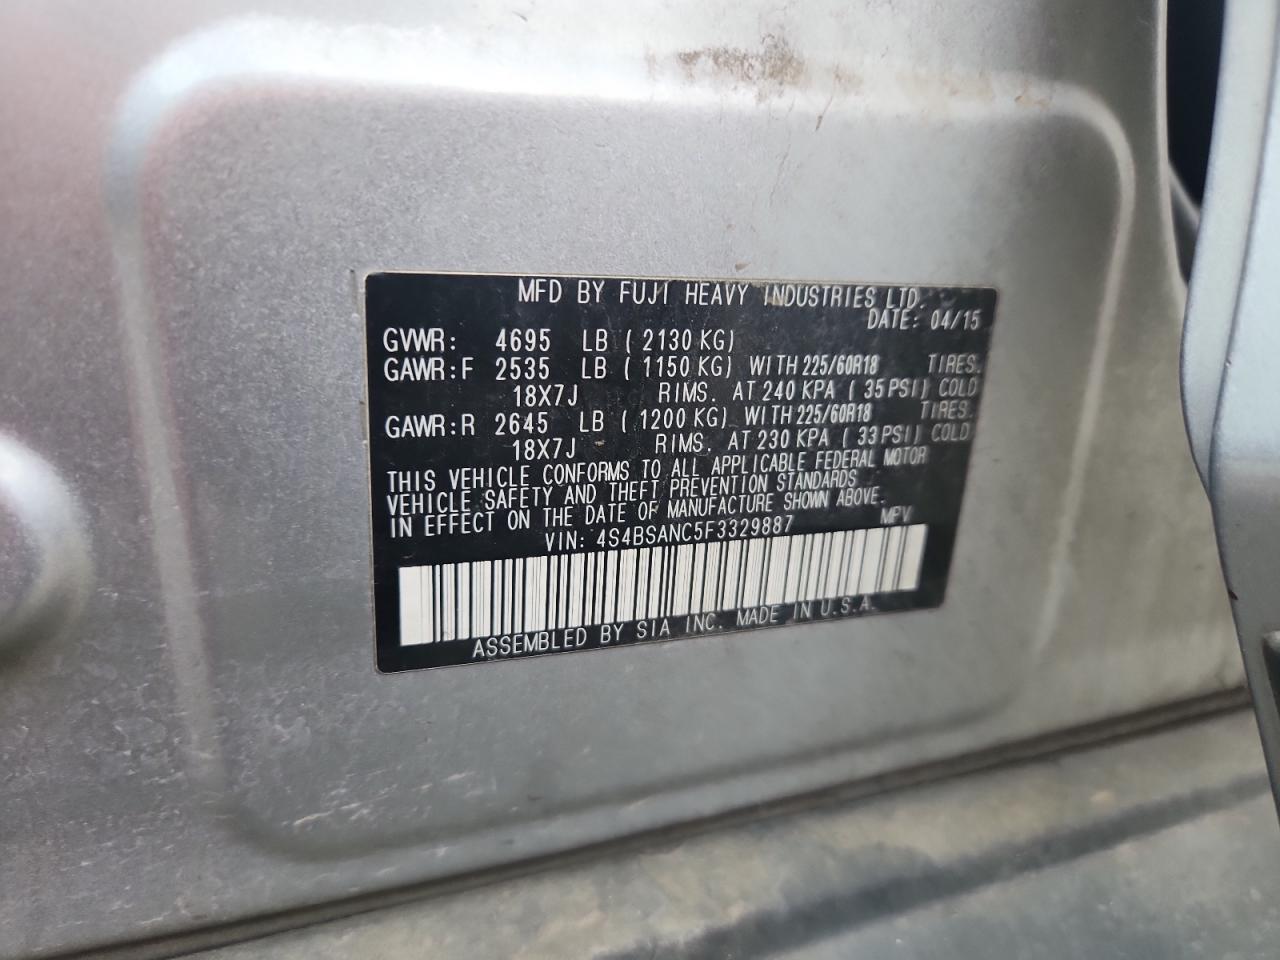 MFD BY FUJI HEAVY INDUSTRIES LTD.
DATE: 04/15
GVWR: 4695 LB ( 2130 KG)
GAWR:F 2535 LB ( 1150 KG) WITH 225/60R18 TIRES.
18X7J RIMS. AT 240 KPA ( 35 PSI) COLD
GAWR:R 2645 LB ( 1200 KG) WITH 225/60R18 TIRES.
18X7J RIMS. AT 230 KPA ( 33 PSI) COLD
THIS VEHICLE CONFORMS TO ALL APPLICABLE FEDERAL MOTOR
VEHICLE SAFETY AND THEFT PREVENTION STANDARDS
IN EFFECT ON THE DATE OF MANUFACTURE SHOWN ABOVE.
VIN: 4S4BSANC5F3329887 MPV
ASSEMBLED BY SIA INC. MADE IN U.S.A.